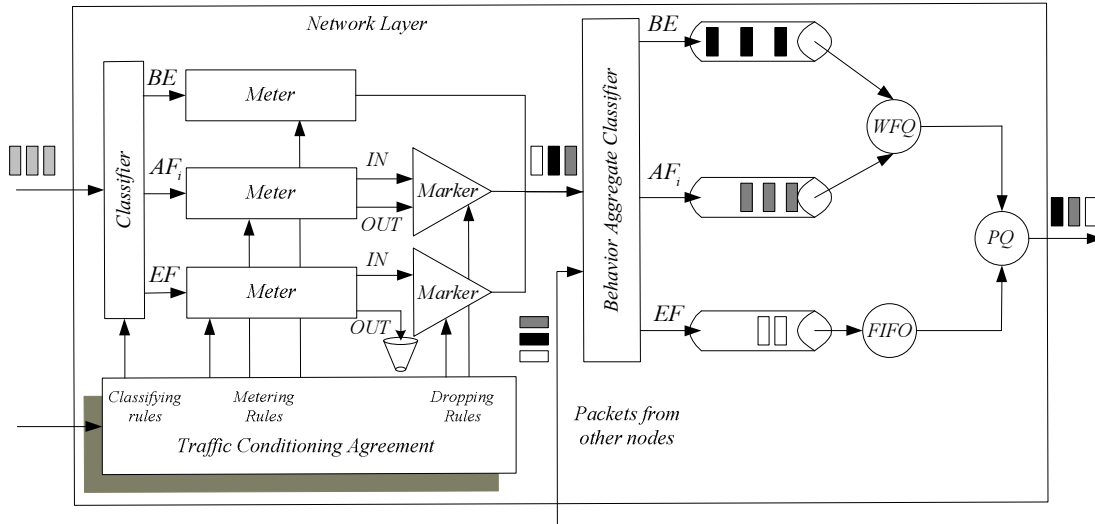 Network Layer
Classifier
BE
Meter
AFi
Meter
IN
OUT
Marker
EF
Meter
IN
OUT
Marker
Classifying
rules
Metering
Rules
Dropping
Rules
Traffic Conditioning Agreement
Behavior Aggregate Classifier
Packets from
other nodes
BE
AFi
EF
WFQ
FIFO
PQ